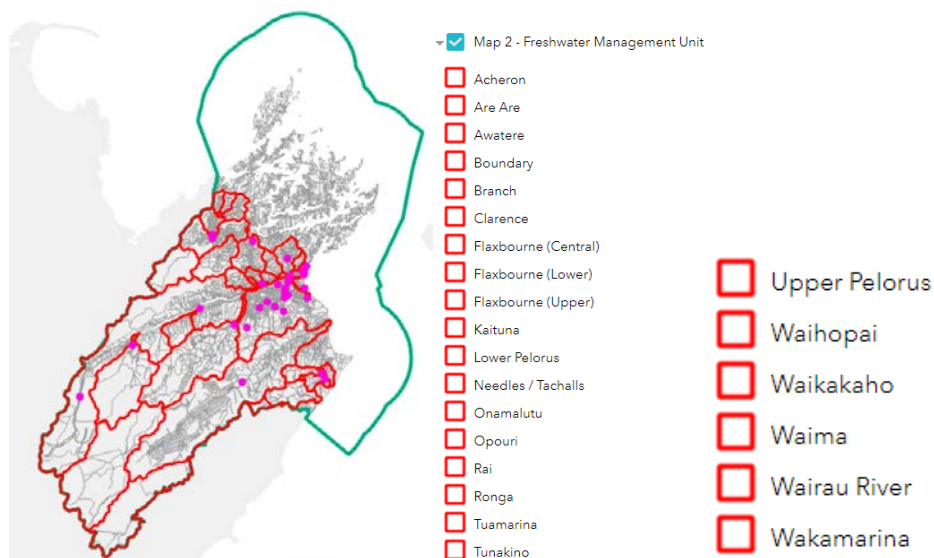 Map 2 - Freshwater Management Unit
Acheron
Are Are
Awatere
Boundary
Branch
Clarence
Flaxbourne (Central)
Flaxbourne (Lower)
Flaxbourne (Upper)
Kaituna
Lower Pelorus
Needles / Tachalls
Onamalutu
Opouri
Rai
Ronga
Tuamarina
Tunakino
Upper Pelorus
Waihopai
Waikakaho
Waima
Wairau River
Wakamarina